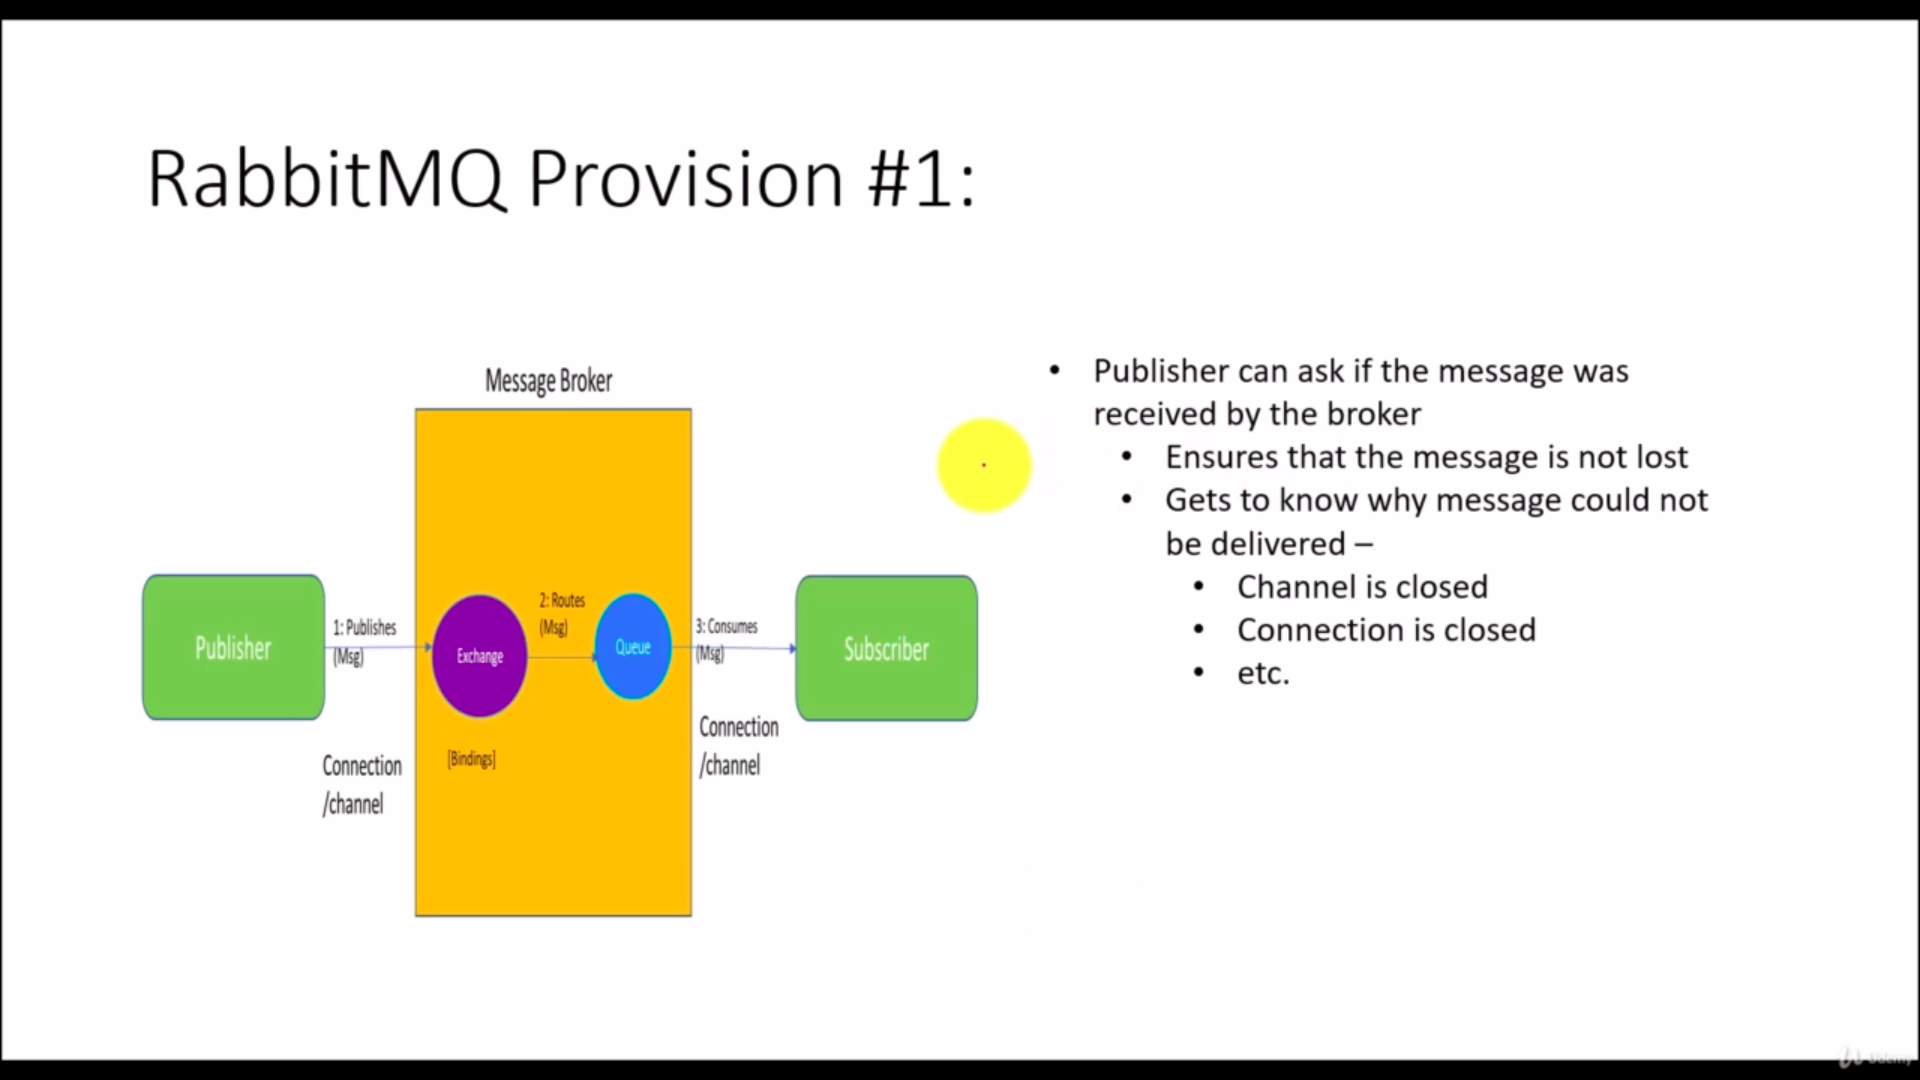 RabbitMQ Provision #1:
Message Broker
Publisher
1: Publishes
(Msg)
Exchange
2: Routes
(Msg)
Queue
3: Consumes
(Msg)
Subscriber
Connection
/channel
[Bindings]
Connection
/channel
• Publisher can ask if the message was
received by the broker
• Ensures that the message is not lost
• Gets to know why message could not
be delivered –
• Channel is closed
• Connection is closed
• etc.
Udemy